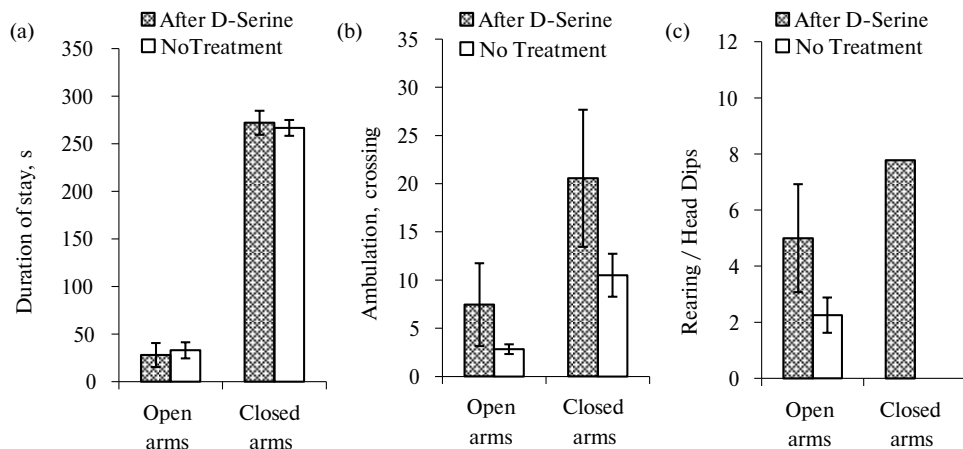 (a)
After D-Serine
NoTreatment
Duration of stay, s
350
300
250
200
150
100
50
0
Open arms
Closed arms
(b)
After D-Serine
No Treatment
Ambulation, crossing
35
30
25
20
15
10
5
0
Open arms
Closed arms
(c)
After D-Serine
No Treatment
Rearing / Head Dips
12
10
8
6
4
2
0
Open arms
Closed arms